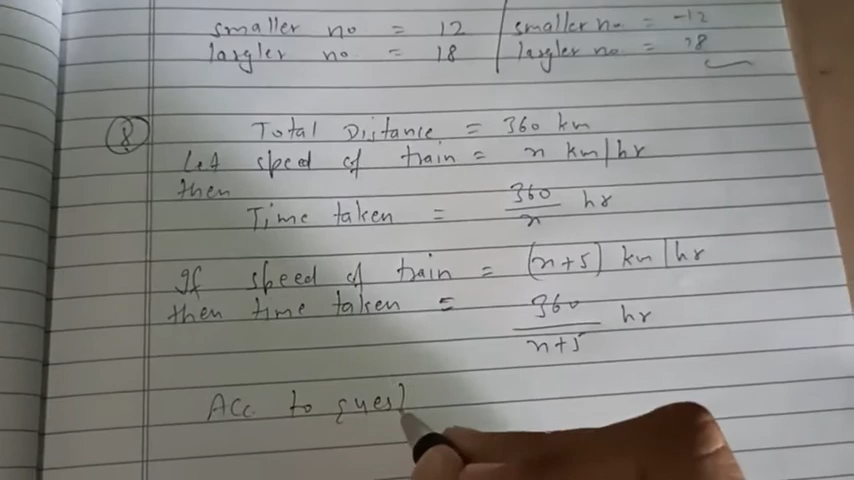 smaller no = 12 smaller no = -12
largler no = 18 largler no = 18
8 Total Distance = 360 km
Let speed of train = x km/hr
then
Time taken = 360/x hr
If speed of train = (x+5) km/hr
then time taken = 360/x+5 hr
Acc. to ques